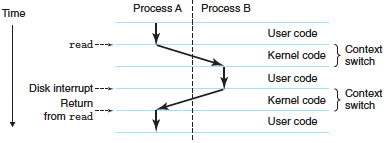 Process A Process B
Time
User code
read
Kernel code
Context
switch
User code
Disk interrupt
Return
from read
Kernel code
Context
switch
User code